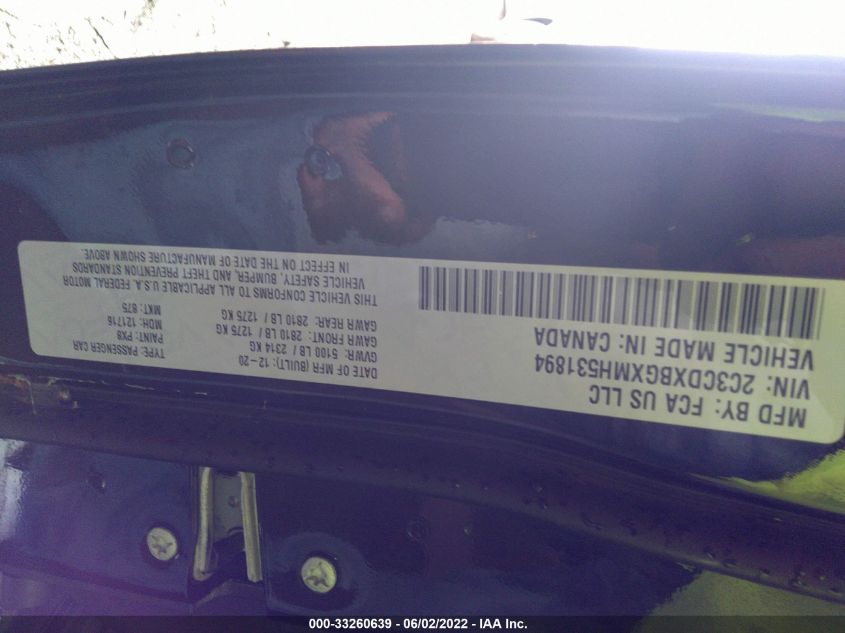 MFD BY: FCA US LLC
VIN: 2C3CDXBGXMH531894
VEHICLE MADE IN: CANADA
DATE OF MFR (BUILT): 12-20
GVWR: 5100 LB / 2314 KG
GAWR FRONT: 2810 LB / 1275 KG
GAWR REAR: 2810 LB / 1275 KG
TYPE: PASSENGER CAR
PAINT: PX8
MDH: 121716
MKT: 875
THIS VEHICLE CONFORMS TO ALL APPLICABLE U.S.A. FEDERAL MOTOR
VEHICLE SAFETY, BUMPER, AND THEFT PREVENTION STANDARDS
IN EFFECT ON THE DATE OF MANUFACTURE SHOWN ABOVE.
000-33260639 - 06/02/2022 - IAA Inc.